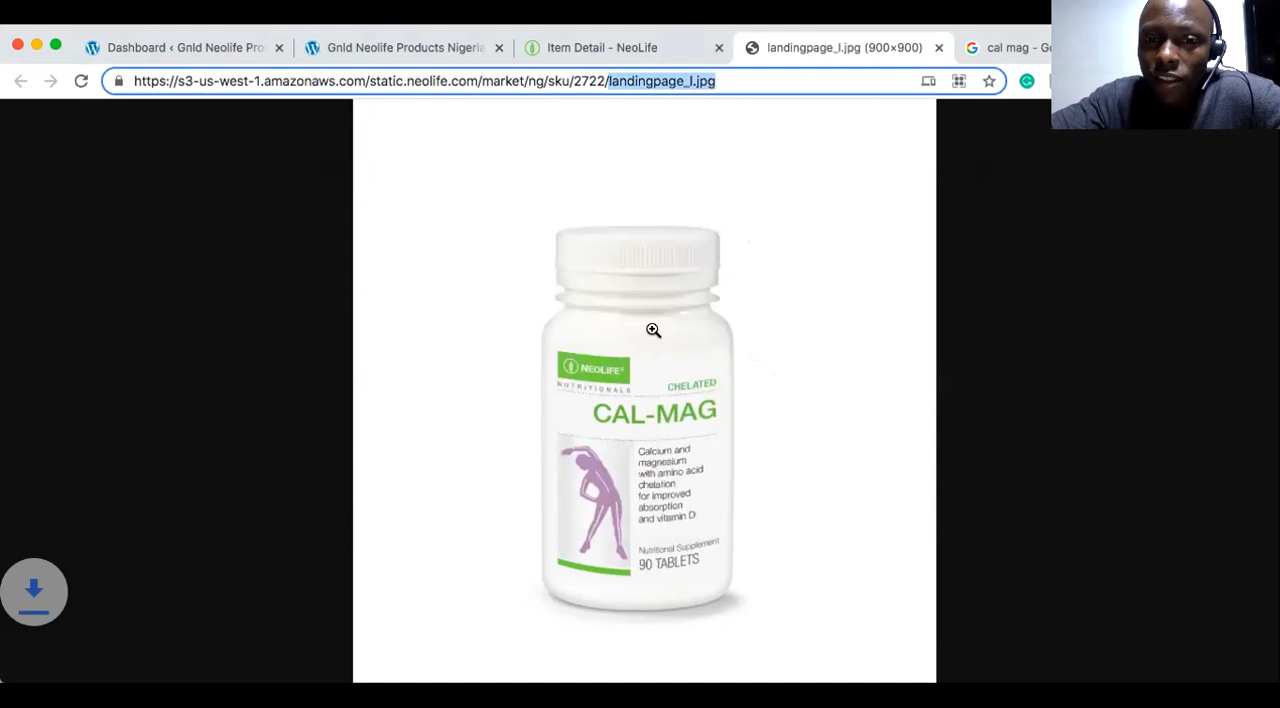 Dashboard ‹ Gnld Neolife Pro
Gnld Neolife Products Nigeria
Item Detail - NeoLife
landingpage_l.jpg (900×900)
cal mag - Go
https://s3-us-west-1.amazonaws.com/static.neolife.com/market/ng/sku/2722/landingpage_l.jpg
NEOLIFE®
NUTRITIONALS
CHELATED
CAL-MAG
Calcium and
magnesium
with amino acid
chelation
for improved
absorption
and vitamin D
Nutritional Supplement
90 TABLETS